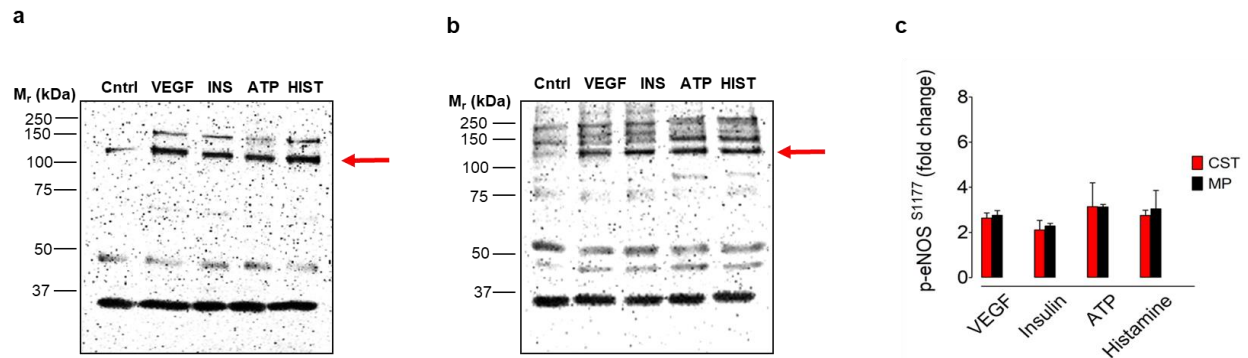 a
Cntrl VEGF INS ATP HIST
Mr (kDa)
250
150
100
75
50
37
b
Cntrl VEGF INS ATP HIST
Mr (kDa)
250
150
100
75
50
37
c
p-eNOS S1177 (fold change)
8
6
4
2
0
VEGF
Insulin
ATP
Histamine
CST
MP